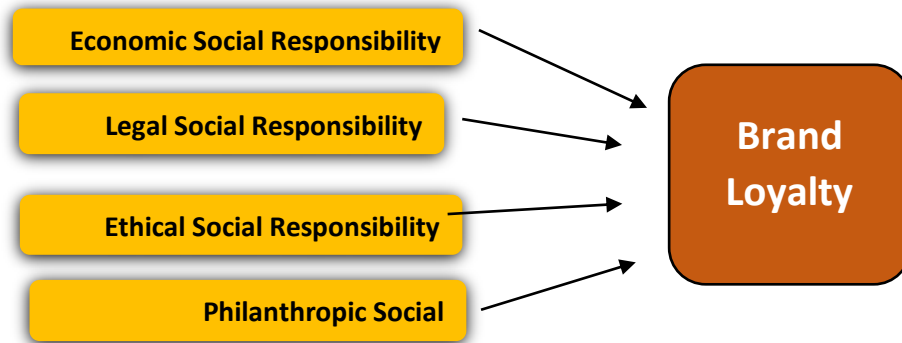 Economic Social Responsibility
Legal Social Responsibility
Ethical Social Responsibility
Philanthropic Social
Brand
Loyalty